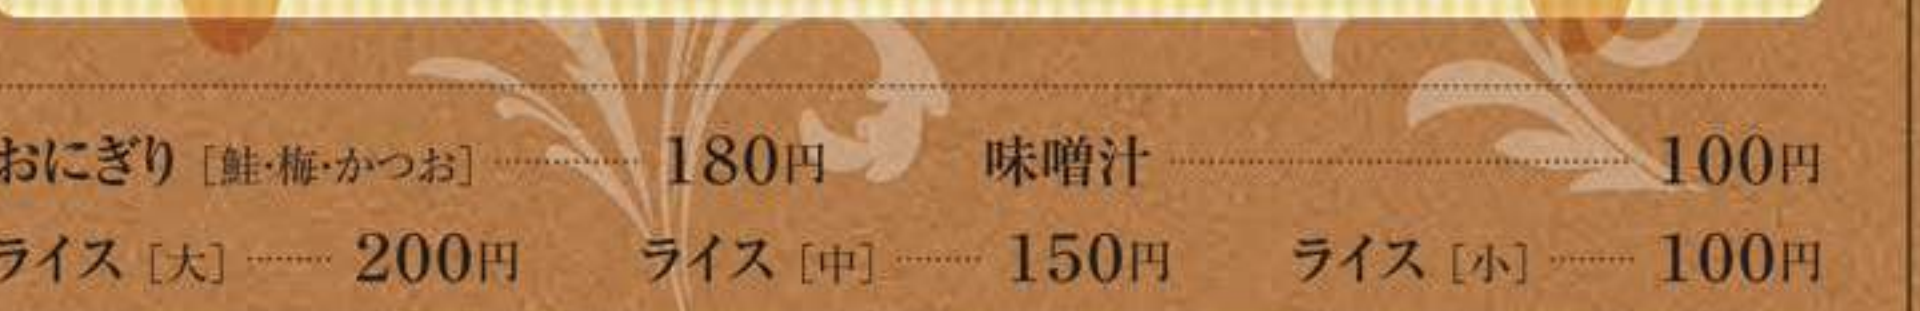 おにぎり［鮭・梅・かつお］ 180円 味噌汁 100円
ライス［大］ 200円 ライス［中］ 150円 ライス［小］ 100円